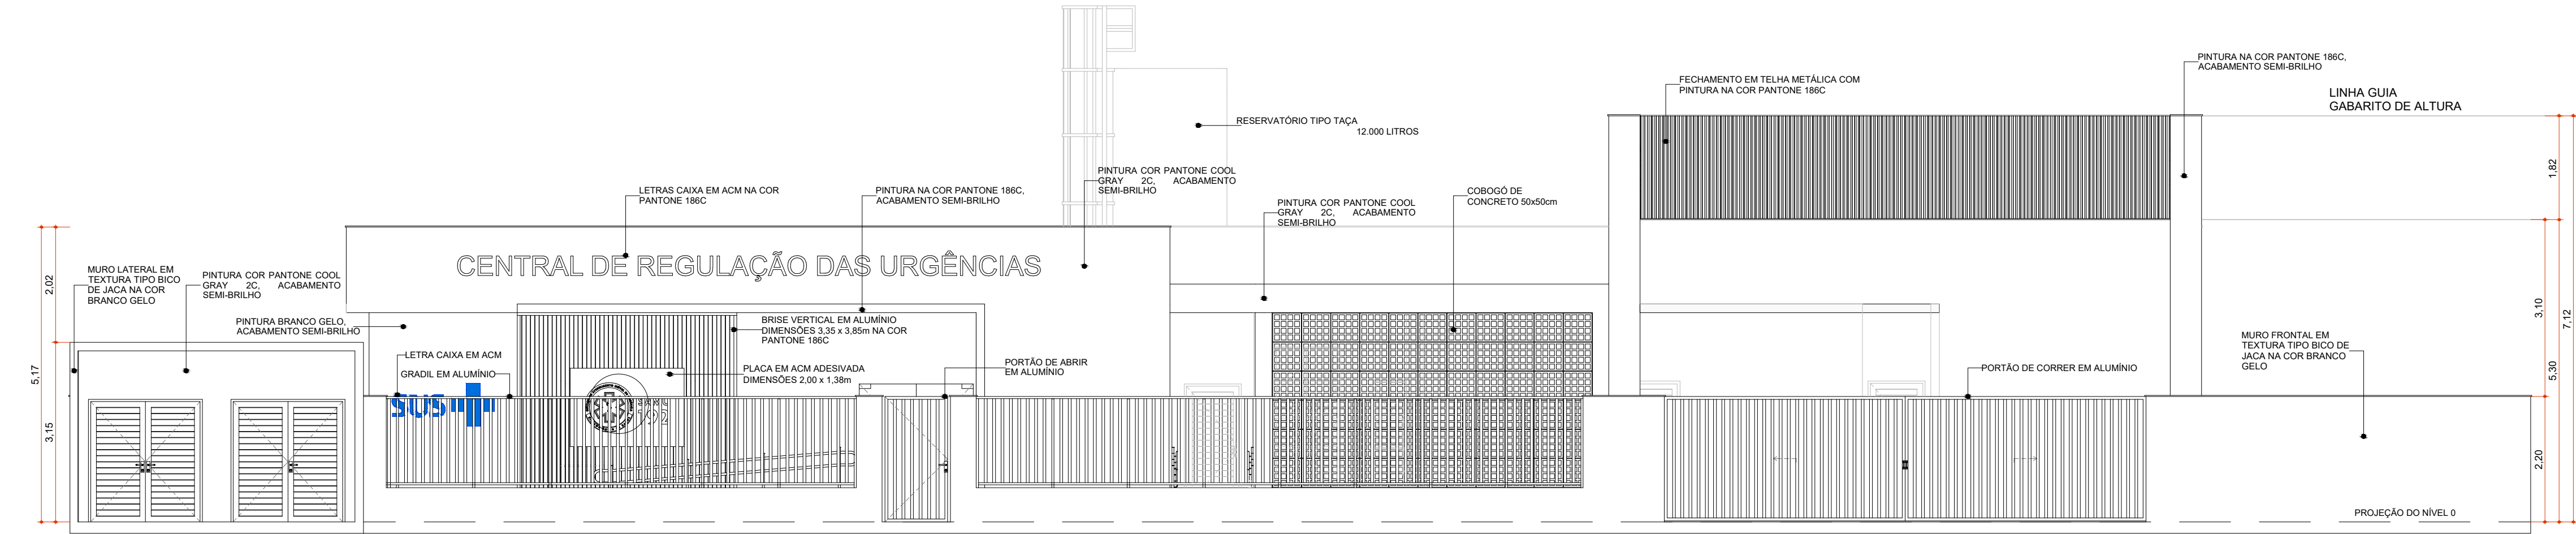 PINTURA NA COR PANTONE 186C,
ACABAMENTO SEMI-BRILHO
FECHAMENTO EM TELHA METÁLICA COM
PINTURA NA COR PANTONE 186C
LINHA GUIA
GABARITO DE ALTURA
RESERVATÓRIO TIPO TAÇA
12.000 LITROS
PINTURA COR PANTONE COOL
GRAY 2C, ACABAMENTO
SEMI-BRILHO
LETRAS CAIXA EM ACM NA COR
PANTONE 186C
PINTURA NA COR PANTONE 186C,
ACABAMENTO SEMI-BRILHO
PINTURA COR PANTONE COOL
GRAY 2C, ACABAMENTO
SEMI-BRILHO
COBOGÓ DE
CONCRETO 50x50cm
CENTRAL DE REGULAÇÃO DAS URGÊNCIAS
MURO LATERAL EM
TEXTURA TIPO BICO
DE JACA NA COR
BRANCO GELO
PINTURA COR PANTONE COOL
GRAY 2C, ACABAMENTO
SEMI-BRILHO
PINTURA BRANCO GELO,
ACABAMENTO SEMI-BRILHO
BRISE VERTICAL EM ALUMÍNIO
DIMENSÕES 3,35 x 3,85m NA COR
PANTONE 186C
LETRA CAIXA EM ACM
GRADIL EM ALUMÍNIO
PLACA EM ACM ADESIVADA
DIMENSÕES 2,00 x 1,38m
PORTÃO DE ABRIR
EM ALUMÍNIO
PORTÃO DE CORRER EM ALUMÍNIO
MURO FRONTAL EM
TEXTURA TIPO BICO DE
JACA NA COR BRANCO
GELO
SUS
192
PROJEÇÃO DO NÍVEL 0
2,02
5,17
3,15
1,82
3,10
7,12
5,30
2,20